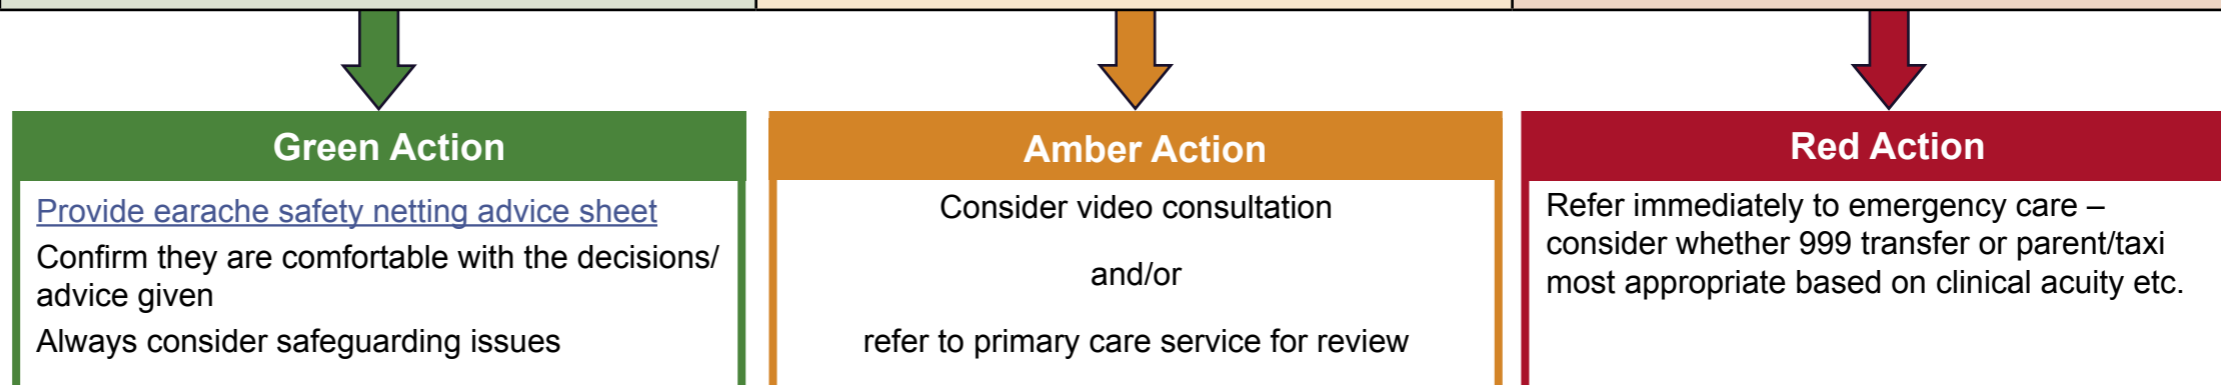 Green Action
Provide earache safety netting advice sheet
Confirm they are comfortable with the decisions/
advice given
Always consider safeguarding issues
Amber Action
Consider video consultation
and/or
refer to primary care service for review
Red Action
Refer immediately to emergency care –
consider whether 999 transfer or parent/taxi
most appropriate based on clinical acuity etc.